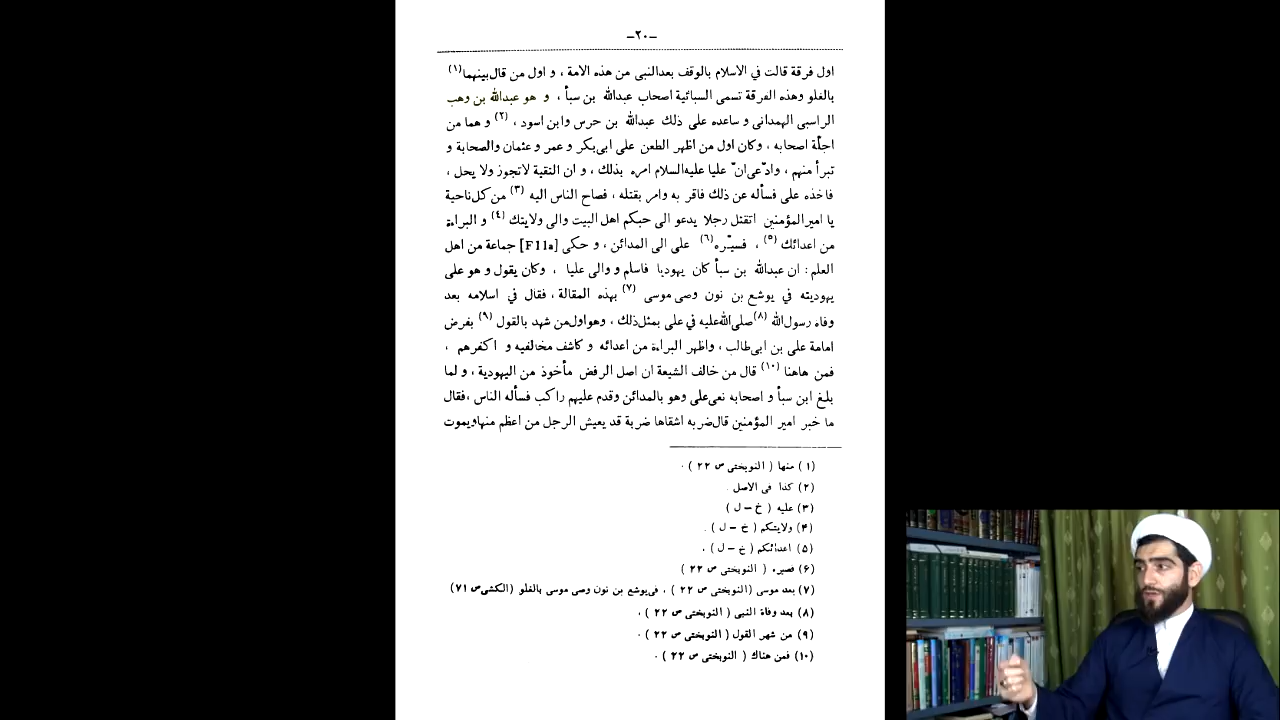 –٢٠–
اول فرقة قالت في الاسلام بالوقف بعدالنبى من هذه الامة ، و اول من قال‌بينهما (١)
بالغلو وهذه الفرقة تسمى السبائية اصحاب عبدالله بن سبأ ، و هو عبدالله بن وهب
الراسبى الهمدانى و ساعده على ذلك عبدالله بن حرس وابن اسود ، (٢) و هما من
اجلّة اصحابه ، وكان اول من اظهر الطعن على ابى‌بكر و عمر و عثمان والصحابة و
تبرأ منهم ، وادّعى‌انّ عليا عليه‌السلام امره بذلك ، و ان التقية لاتجوز ولا يحل ،
فاخذه على فسأله عن ذلك فاقر به وامر بقتله ، فصاح الناس اليه (٣) من كل‌ناحية
يا اميرالمؤمنين اتقتل رجلا يدعو الى حبكم اهل البيت والى ولايتك (٤) و البراءة
من اعدائك (٥) ، فسيّره (٦) على الى المدائن ، و حكى [F11a] جماعة من اهل
العلم : ان عبدالله بن سبأ كان يهوديا فاسلم و والى عليا ، وكان يقول و هو على
يهوديته في يوشع بن نون وصى موسى (٧) بهذه المقالة ، فقال في اسلامه بعد
وفاة رسول‌الله (٨) صلى‌الله‌عليه في على بمثل‌ذلك ، وهواول‌من شهد بالقول (٩) بفرض
امامة على بن ابى‌طالب ، واظهر البراءة من اعدائه و كاشف مخالفيه و اكفرهم ،
فمن هاهنا (١٠) قال من خالف الشيعة ان اصل الرفض مأخوذ من اليهودية ، و لما
بلغ ابن سبأ و اصحابه نعى‌على وهو بالمدائن وقدم عليهم راكب فسأله الناس ،فقال
ما خبر امير المؤمنين قال‌ضربه اشقاها ضربة قد يعيش الرجل من اعظم منهاويموت
(١) منها ( النوبختى ص ٢٢ ) .
(٢) كذا فى الاصل .
(٣) عليه ( خ – ل )
(۴) ولايتكم ( خ – ل ) .
(۵) اعدائكم ( خ – ل ) .
(۶) فصيره ( النوبختى ص ٢٢ )
(٧) بعد موسى (النوبختى ص ٢٢ ) ، فى‌يوشع بن نون وصى موسى بالغلو (الكشى‌ص ٧١)
(٨) بعد وفاة النبى ( النوبختى ص ٢٢ ) .
(٩) من شهر القول ( النوبختى ص ٢٢ ) .
(١٠) فمن هناك ( النوبختى ص ٢٢ ) .